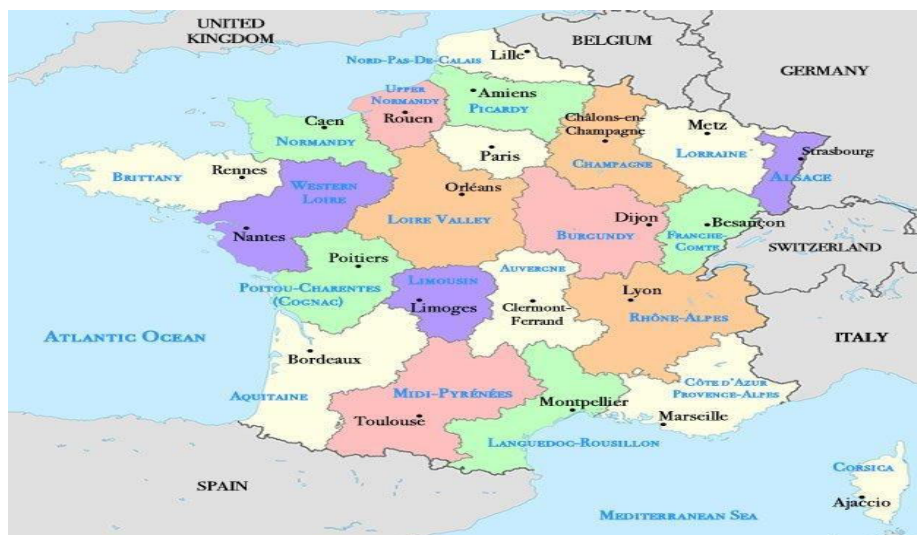 UNITED
KINGDOM
BELGIUM
GERMANY
Lille
NORD-PAS-DE-CALAIS
UPPER
NORMANDY
Rouen
Amiens
PICARDY
Caen
NORMANDY
Châlons-en-
Champagne
CHAMPAGNE
Metz
LORRAINE
Strasbourg
ALSACE
Paris
Rennes
BRITTANY
WESTERN
LOIRE
Nantes
Orléans
LOIRE VALLEY
Dijon
BURGUNDY
Besançon
FRANCHE-
COMTE
SWITZERLAND
Poitiers
POITOU-CHARENTES
(COGNAC)
LIMOUSIN
Limoges
AUVERGNE
Clermont-
Ferrand
Lyon
RHÔNE-ALPES
ATLANTIC OCEAN
ITALY
Bordeaux
AQUITAINE
MIDI-PYRÉNÉES
Toulouse
Montpellier
LANGUEDOC-ROUSILLON
CÔTE D'AZUR
PROVENCE-ALPES
Marseille
SPAIN
CORSICA
Ajaccio
MEDITERRANEAN SEA